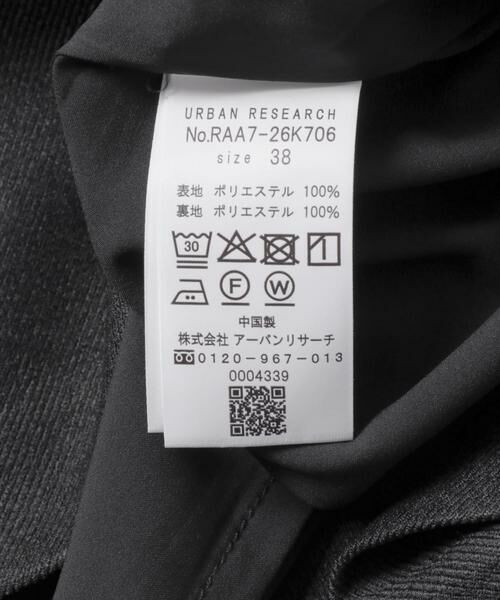 URBAN RESEARCH
No.RAA7-26K706
size 38
表地 ポリエステル 100%
裏地 ポリエステル 100%
30
F W
中国製
株式会社 アーバンリサーチ
0120-967-013
0004339